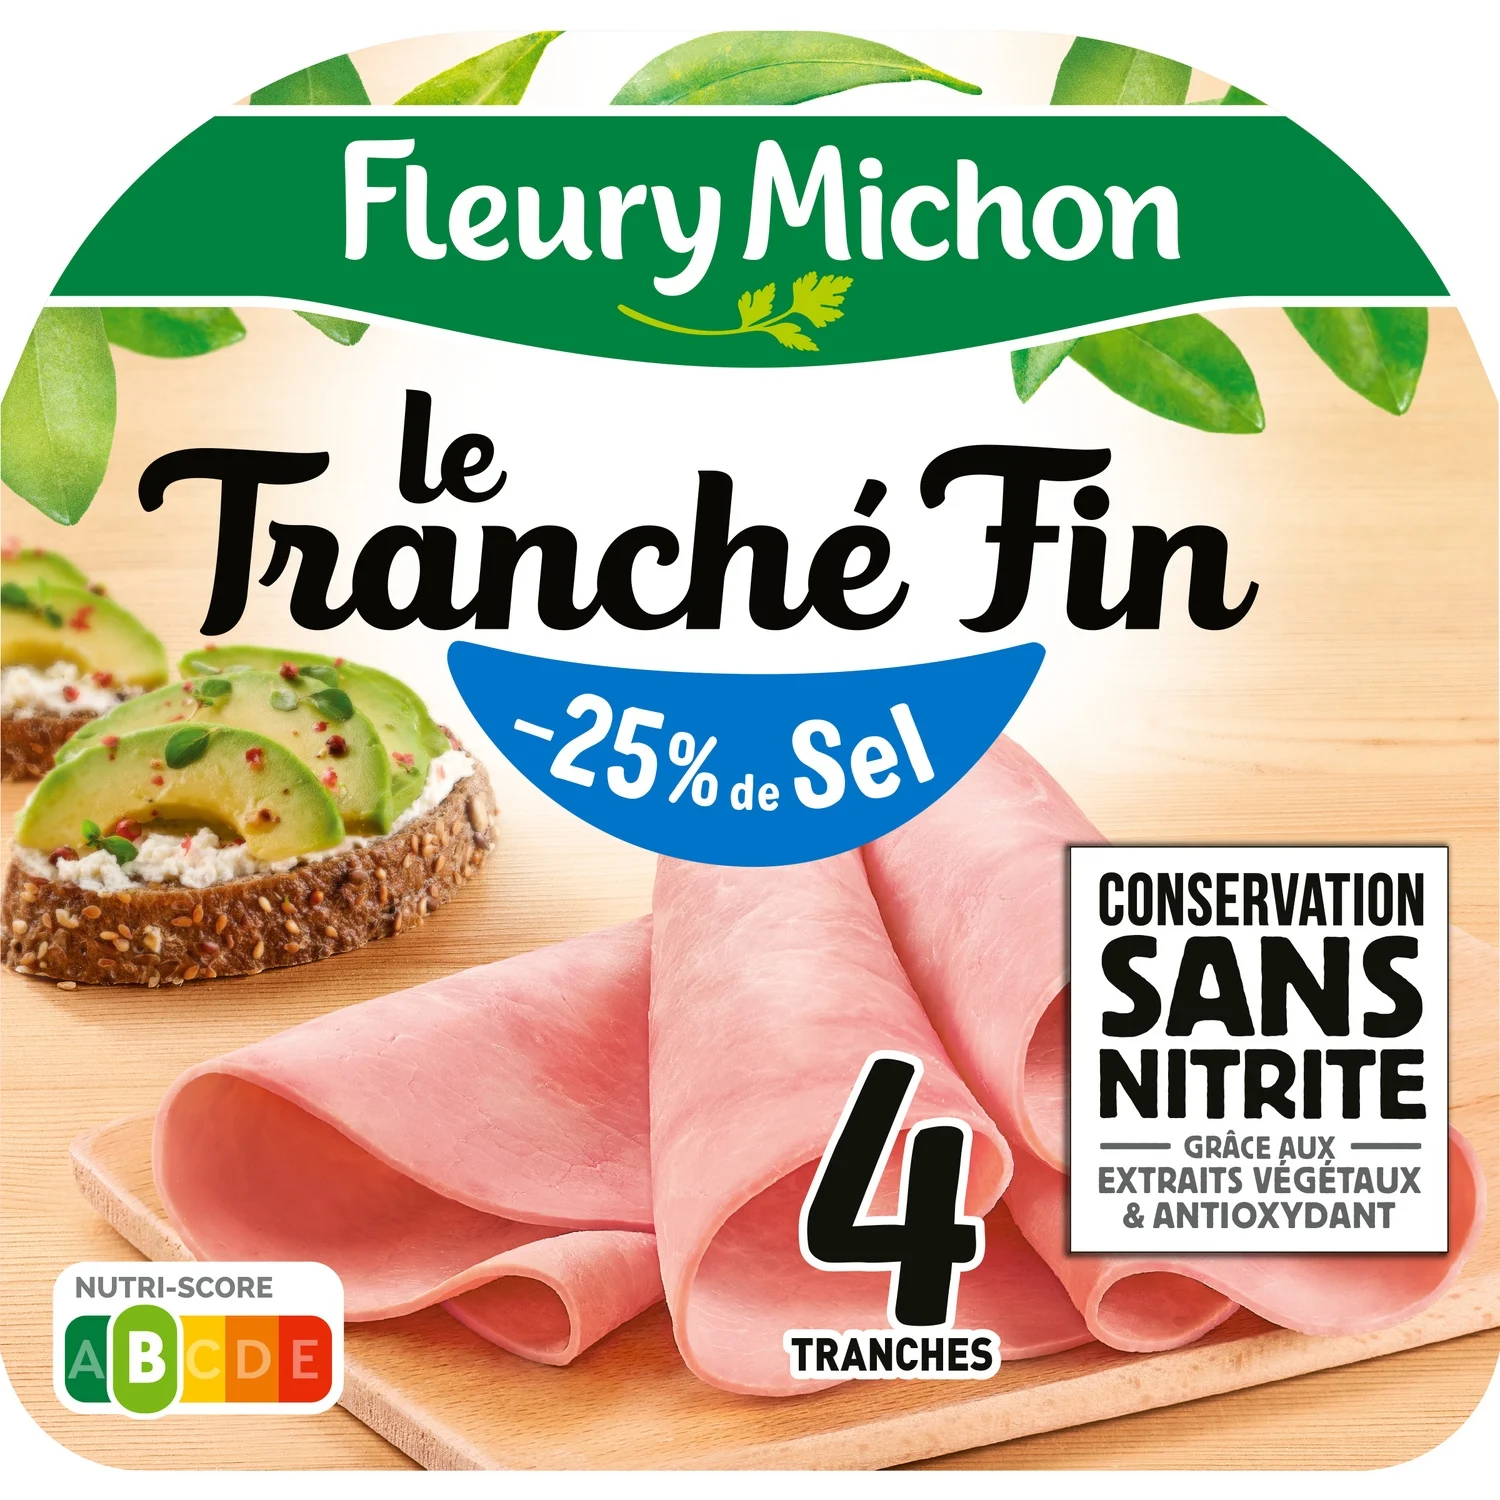 Fleury Michon
le
Tranché Fin
-25% de Sel
CONSERVATION
SANS
NITRITE
GRÂCE AUX
EXTRAITS VÉGÉTAUX
& ANTIOXYDANT
4
TRANCHES
NUTRI-SCORE
A B C D E